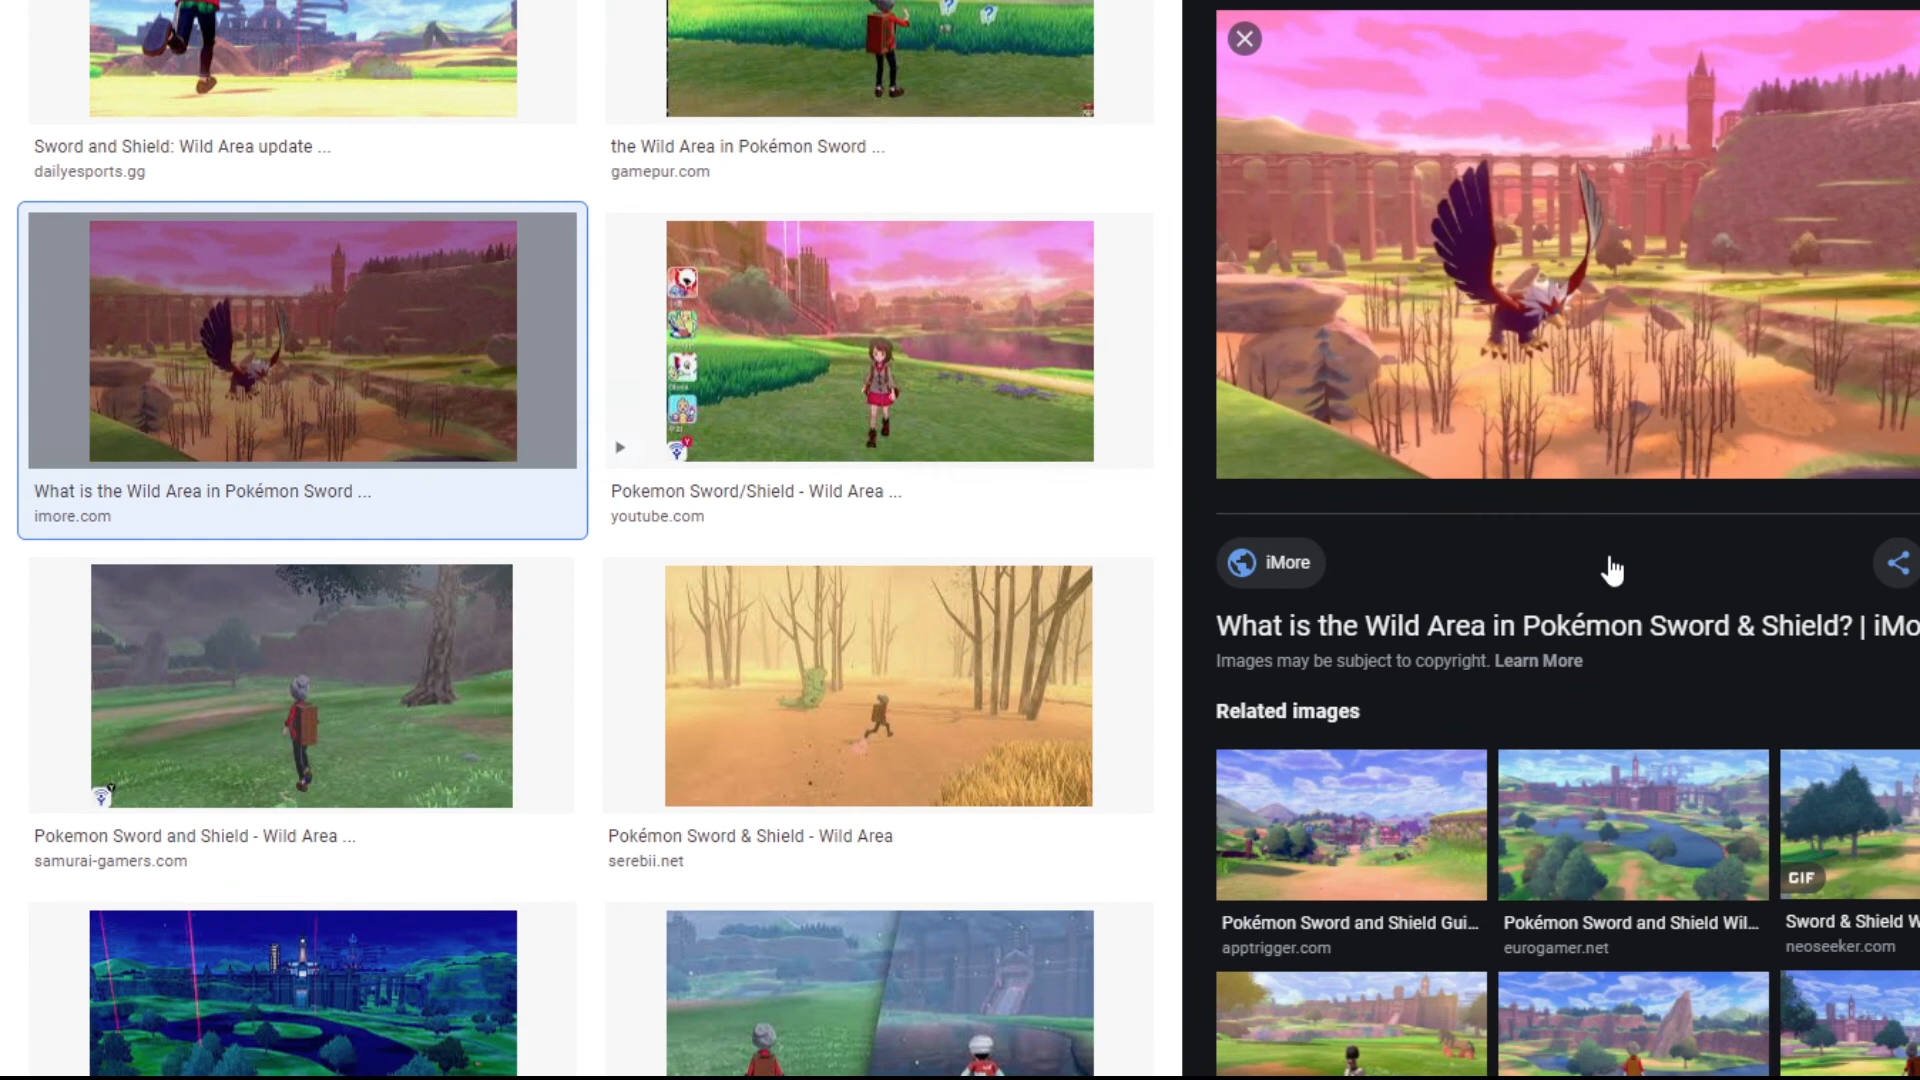 Sword and Shield: Wild Area update ...
dailyesports.gg
the Wild Area in Pokémon Sword ...
gamepur.com
What is the Wild Area in Pokémon Sword ...
imore.com
Pokemon Sword/Shield - Wild Area ...
youtube.com
Pokemon Sword and Shield - Wild Area ...
samurai-gamers.com
Pokémon Sword & Shield - Wild Area
serebii.net
iMore
What is the Wild Area in Pokémon Sword & Shield? | iMo
Images may be subject to copyright. Learn More
Related images
GIF
Pokémon Sword and Shield Gui...
apptrigger.com
Pokémon Sword and Shield Wil...
eurogamer.net
Sword & Shield W
neoseeker.com